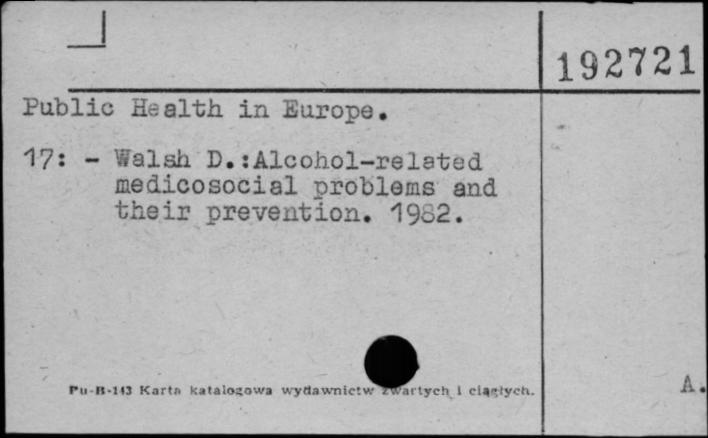 192721
Public Health in Europe.
17: - Walsh D.:Alcohol-related
medicosocial problems and
their prevention. 1982.
Pu-B-143 Karta katalogowa wydawnictw zwartych i ciągłych.
A.